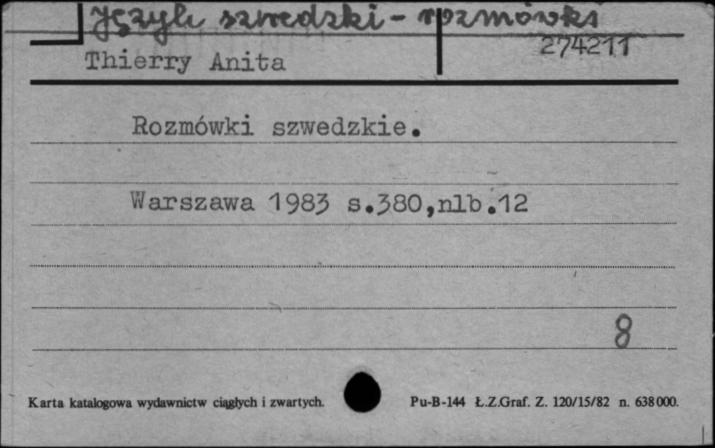 Język szwedzki - rozmówki
274211
Thierry Anita
Rozmówki szwedzkie.
Warszawa 1983 s.380,nlb.12
8
Karta katalogowa wydawnictw ciągłych i zwartych. Pu-B-144 Ł.Z.Graf. Z. 120/15/82 n. 638000.